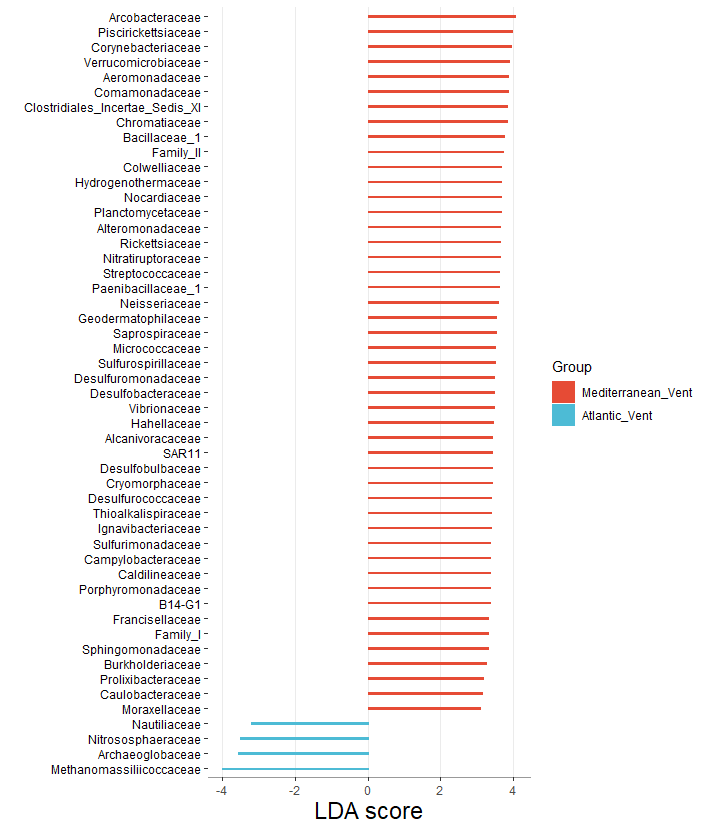 Arcobacteraceae
Piscirickettsiaceae
Corynebacteriaceae
Verrucomicrobiaceae
Aeromonadaceae
Comamonadaceae
Clostridiales_Incertae_Sedis_XI
Chromatiaceae
Bacillaceae_1
Family_II
Colwelliaceae
Hydrogenothermaceae
Nocardiaceae
Planctomycetaceae
Alteromonadaceae
Rickettsiaceae
Nitratiruptoraceae
Streptococcaceae
Paenibacillaceae_1
Neisseriaceae
Geodermatophilaceae
Saprospiraceae
Micrococcaceae
Sulfurospirillaceae
Desulfuromonadaceae
Desulfobacteraceae
Vibrionaceae
Hahellaceae
Alcanivoracaceae
SAR11
Desulfobulbaceae
Cryomorphaceae
Desulfurococcaceae
Thioalkalispiraceae
Ignavibacteriaceae
Sulfurimonadaceae
Campylobacteraceae
Caldilineaceae
Porphyromonadaceae
B14-G1
Francisellaceae
Family_I
Sphingomonadaceae
Burkholderiaceae
Prolixibacteraceae
Caulobacteraceae
Moraxellaceae
Nautiliaceae
Nitrososphaeraceae
Archaeoglobaceae
Methanomassiliicoccaceae
-4 -2 0 2 4
LDA score
Group
Mediterranean_Vent
Atlantic_Vent